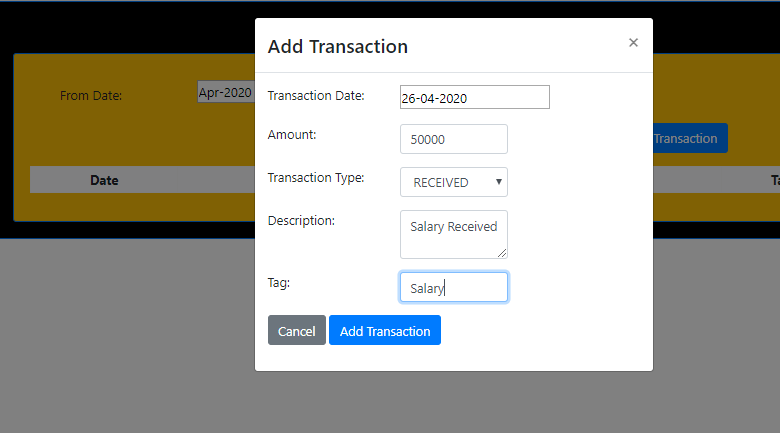 Add Transaction ×
Transaction Date: 26-04-2020
From Date: Apr-2020
Amount: 50000
Transaction
Transaction Type: RECEIVED
Date
Description: Salary Received
Tag: Salary
Cancel Add Transaction